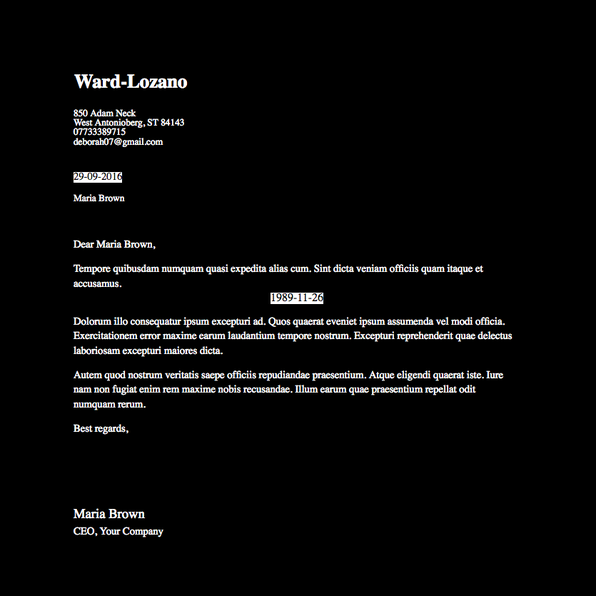 Ward-Lozano
850 Adam Neck
West Antonioberg, ST 84143
07733389715
deborah07@gmail.com
29-09-2016
Maria Brown
Dear Maria Brown,
Tempore quibusdam numquam quasi expedita alias cum. Sint dicta veniam officiis quam itaque et
accusamus.
1989-11-26
Dolorum illo consequatur ipsum excepturi ad. Quos quaerat eveniet ipsum assumenda vel modi officia.
Exercitationem error maxime earum laudantium tempore nostrum. Excepturi reprehenderit quae delectus
laboriosam excepturi maiores dicta.
Autem quod nostrum veritatis saepe officiis repudiandae praesentium. Atque eligendi quaerat iste. Iure
nam non fugiat enim rem maxime nobis recusandae. Illum earum quae praesentium repellat odit
numquam rerum.
Best regards,
Maria Brown
CEO, Your Company